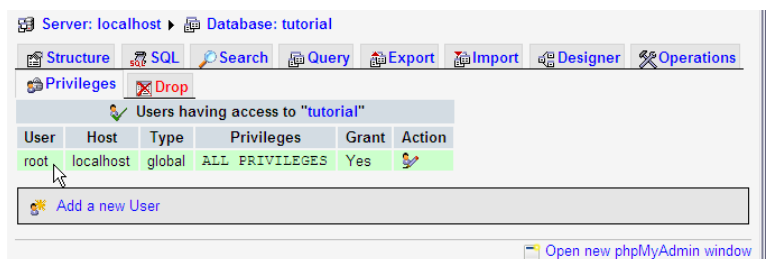 Server: localhost ▸ Database: tutorial
Structure SQL Search Query Export Import Designer Operations
Privileges Drop
Users having access to "tutorial"
User Host Type Privileges Grant Action
root localhost global ALL PRIVILEGES Yes
Add a new User
Open new phpMyAdmin window